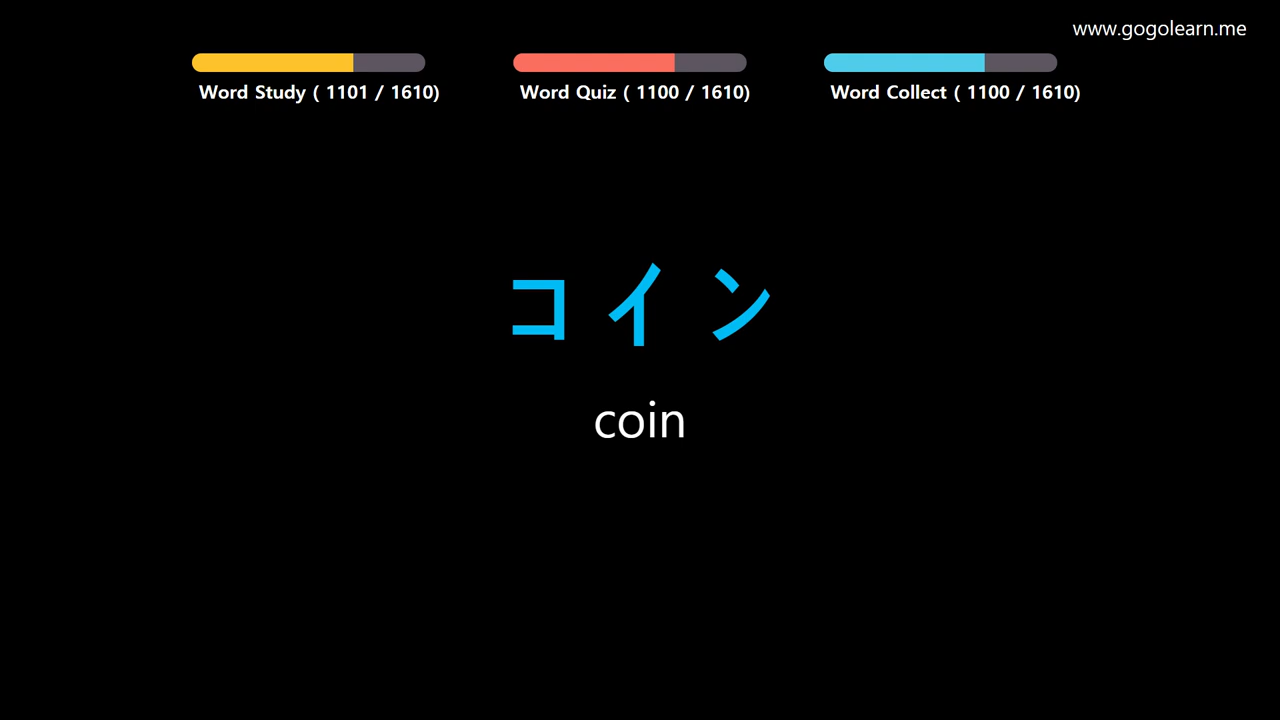 www.gogolearn.me
Word Study ( 1101 / 1610)
Word Quiz ( 1100 / 1610)
Word Collect ( 1100 / 1610)
コイン
coin